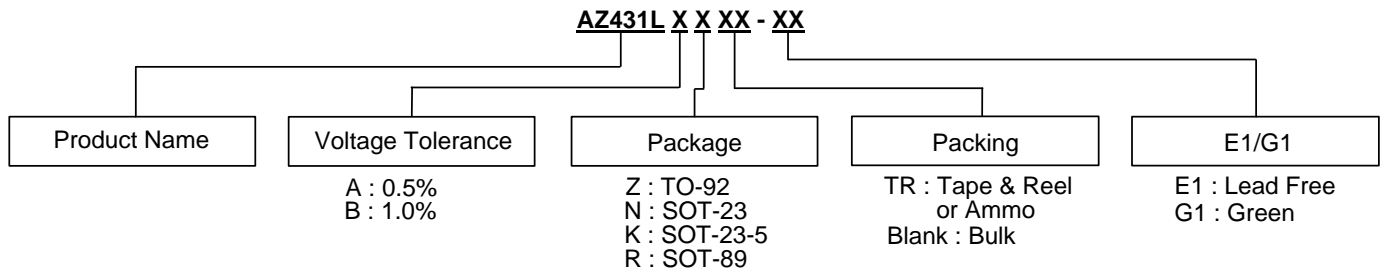 AZ431L X X XX - XX
Product Name
Voltage Tolerance
A : 0.5%
B : 1.0%
Package
Z : TO-92
N : SOT-23
K : SOT-23-5
R : SOT-89
Packing
TR : Tape & Reel
or Ammo
Blank : Bulk
E1/G1
E1 : Lead Free
G1 : Green